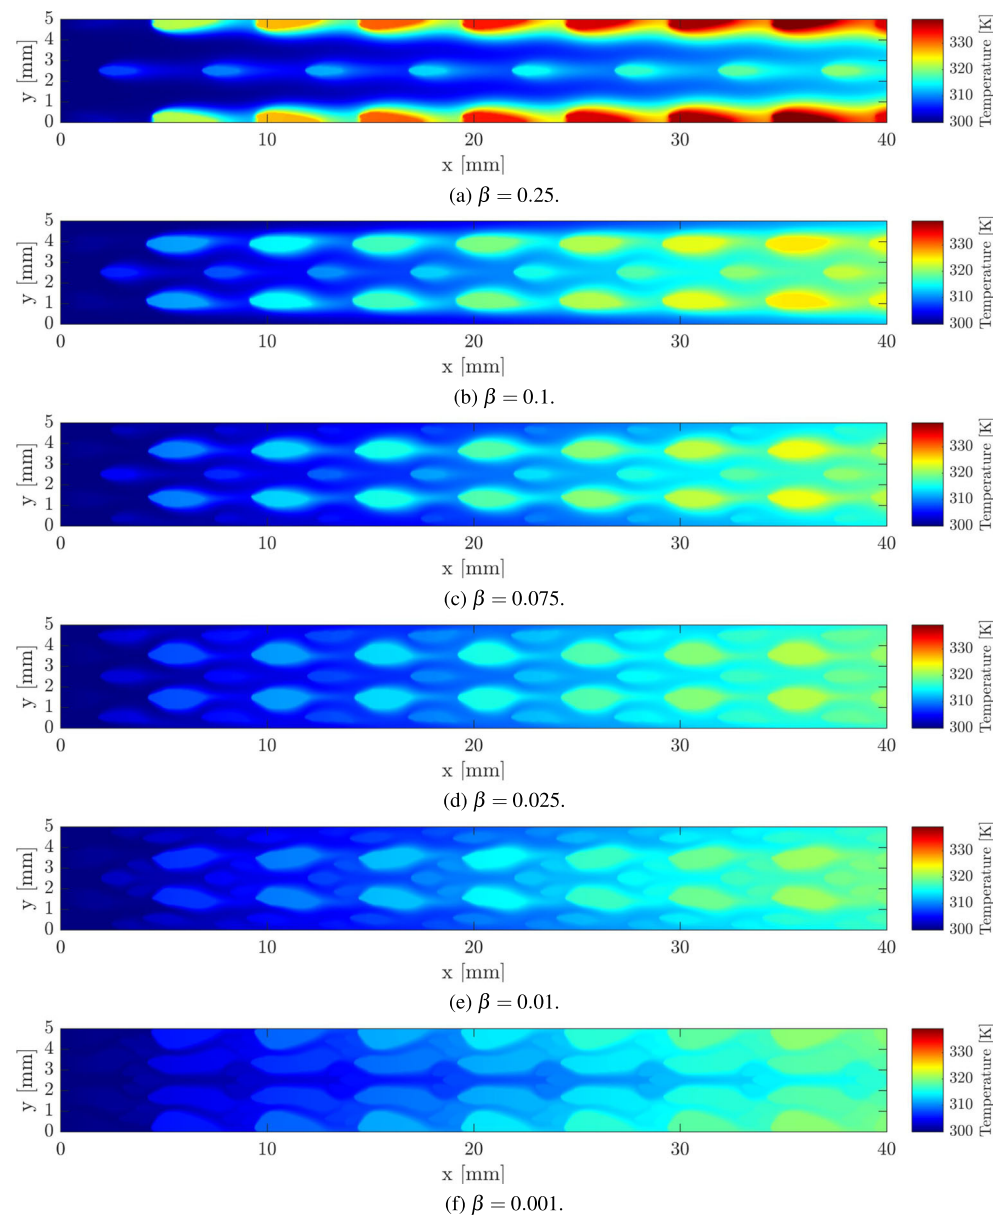 5
4
3
2
1
0
y [mm]
0 10 20 30 40
x [mm]
330
320
310
300
Temperature [K]
(a) β = 0.25.
5
4
3
2
1
0
y [mm]
0 10 20 30 40
x [mm]
330
320
310
300
Temperature [K]
(b) β = 0.1.
5
4
3
2
1
0
y [mm]
0 10 20 30 40
x [mm]
330
320
310
300
Temperature [K]
(c) β = 0.075.
5
4
3
2
1
0
y [mm]
0 10 20 30 40
x [mm]
330
320
310
300
Temperature [K]
(d) β = 0.025.
5
4
3
2
1
0
y [mm]
0 10 20 30 40
x [mm]
330
320
310
300
Temperature [K]
(e) β = 0.01.
5
4
3
2
1
0
y [mm]
0 10 20 30 40
x [mm]
330
320
310
300
Temperature [K]
(f) β = 0.001.